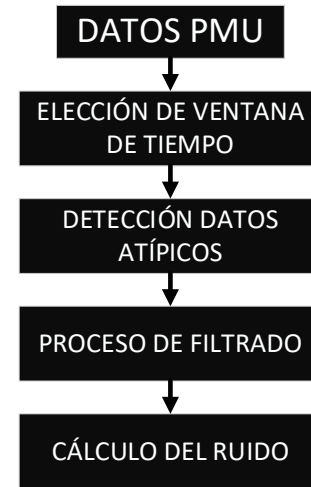 DATOS PMU
ELECCIÓN DE VENTANA
DE TIEMPO
DETECCIÓN DATOS
ATÍPICOS
PROCESO DE FILTRADO
CÁLCULO DEL RUIDO